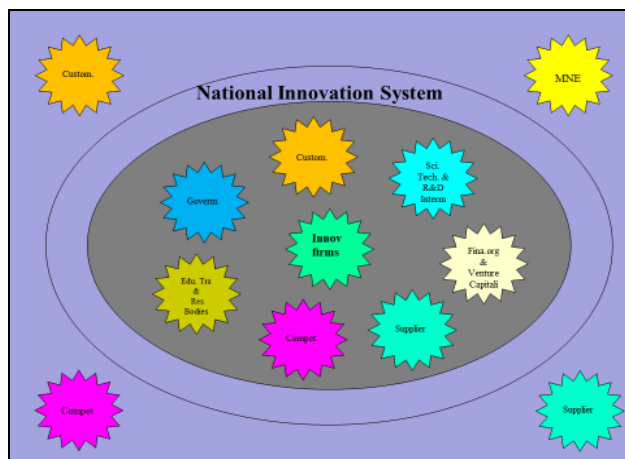 Custom.
MNE
National Innovation System
Custom.
Sci.
Tech. &
R&D
Interm
Governm
Innov
firms
Fina.org
&
Venture
Capitali
Edu. Tra
&
Res
Bodies
Compet
Supplier
Compet
Supplier